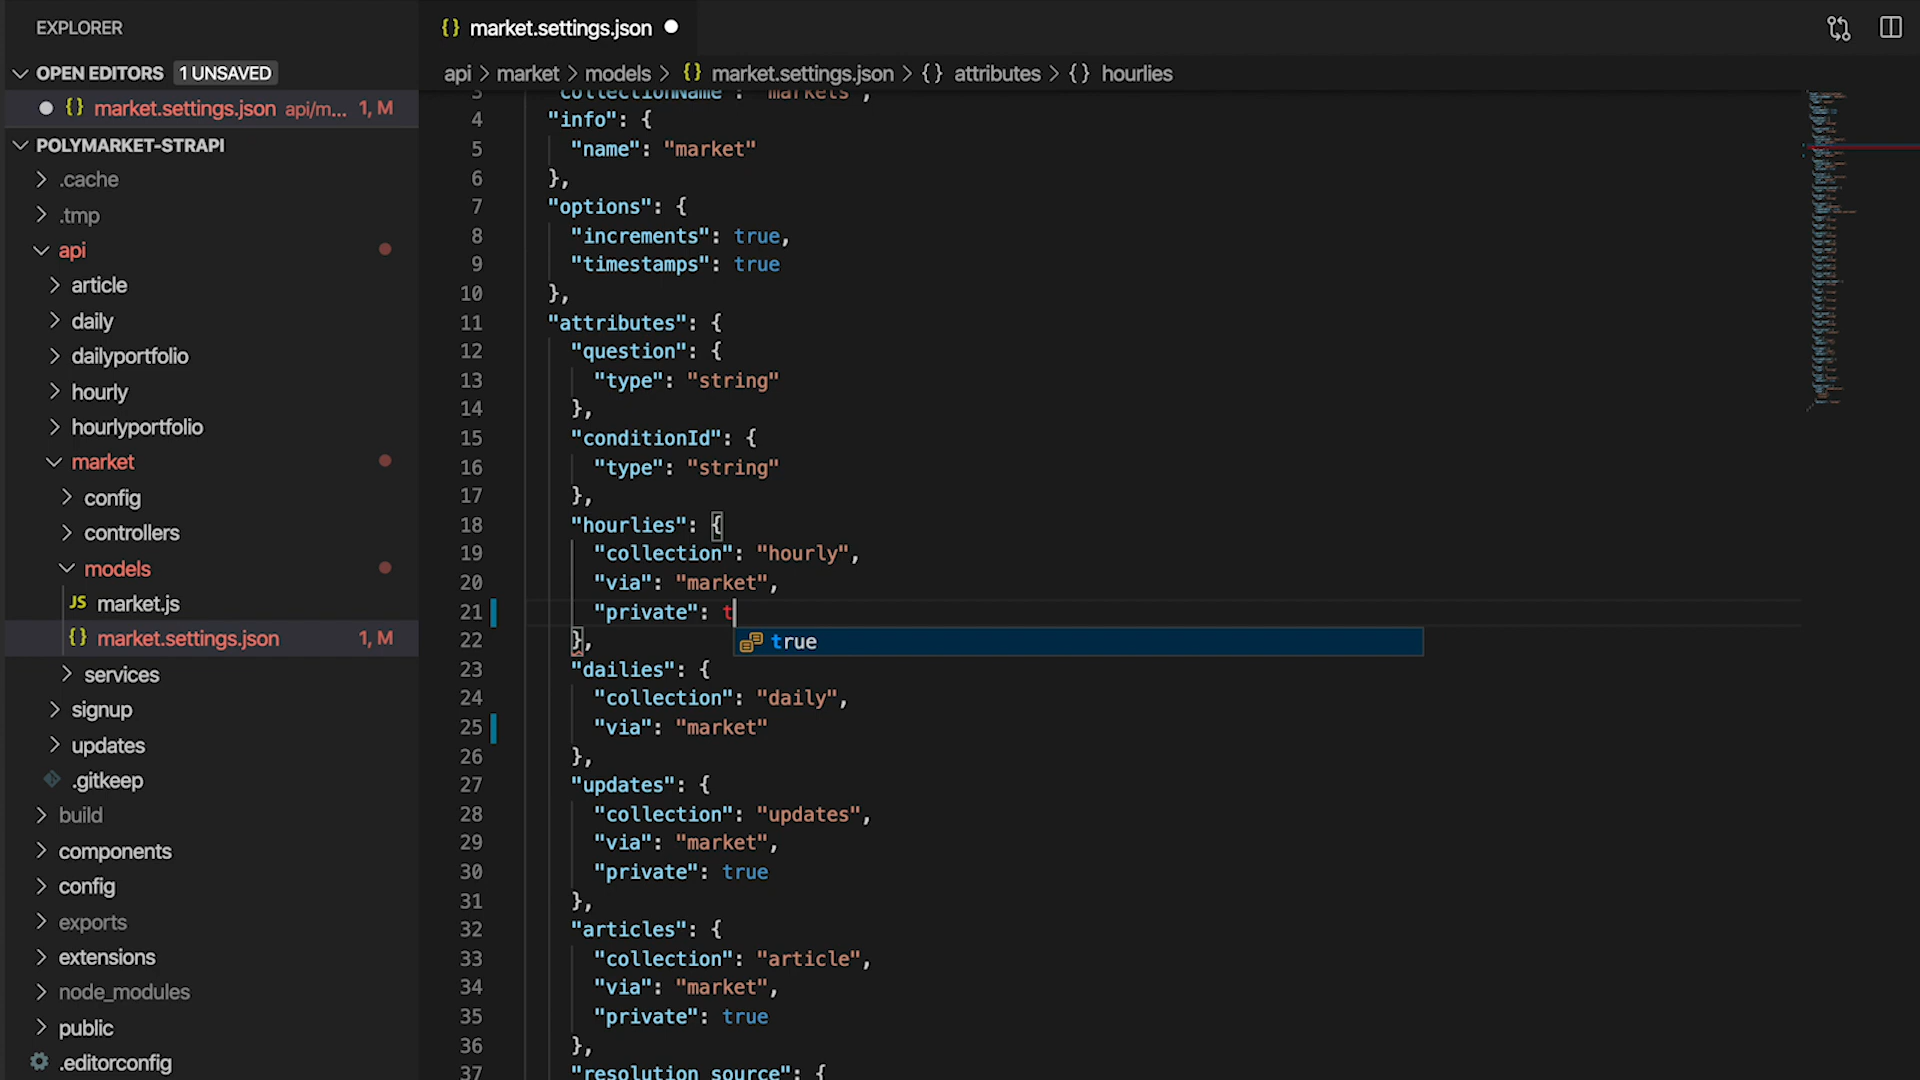 EXPLORER
OPEN EDITORS 1 UNSAVED
{} market.settings.json api/m... 1, M
POLYMARKET-STRAPI
.cache
.tmp
api
article
daily
dailyportfolio
hourly
hourlyportfolio
market
config
controllers
models
JS market.js
{} market.settings.json 1, M
services
signup
updates
.gitkeep
build
components
config
exports
extensions
node_modules
public
.editorconfig
{} market.settings.json
api > market > models > {} market.settings.json > {} attributes > {} hourlies
3 "collectionName": "markets",
4 "info": {
5 "name": "market"
6 },
7 "options": {
8 "increments": true,
9 "timestamps": true
10 },
11 "attributes": {
12 "question": {
13 "type": "string"
14 },
15 "conditionId": {
16 "type": "string"
17 },
18 "hourlies": {
19 "collection": "hourly",
20 "via": "market",
21 "private": t
22 },
true
23 "dailies": {
24 "collection": "daily",
25 "via": "market"
26 },
27 "updates": {
28 "collection": "updates",
29 "via": "market",
30 "private": true
31 },
32 "articles": {
33 "collection": "article",
34 "via": "market",
35 "private": true
36 },
37 "resolution_source": {